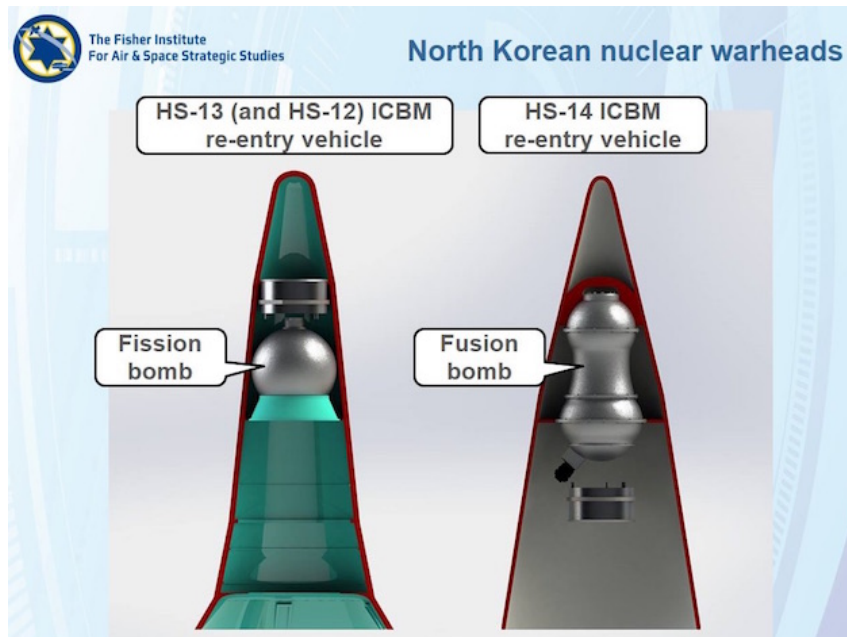 The Fisher Institute
For Air & Space Strategic Studies
North Korean nuclear warheads
HS-13 (and HS-12) ICBM
re-entry vehicle
HS-14 ICBM
re-entry vehicle
Fission
bomb
Fusion
bomb